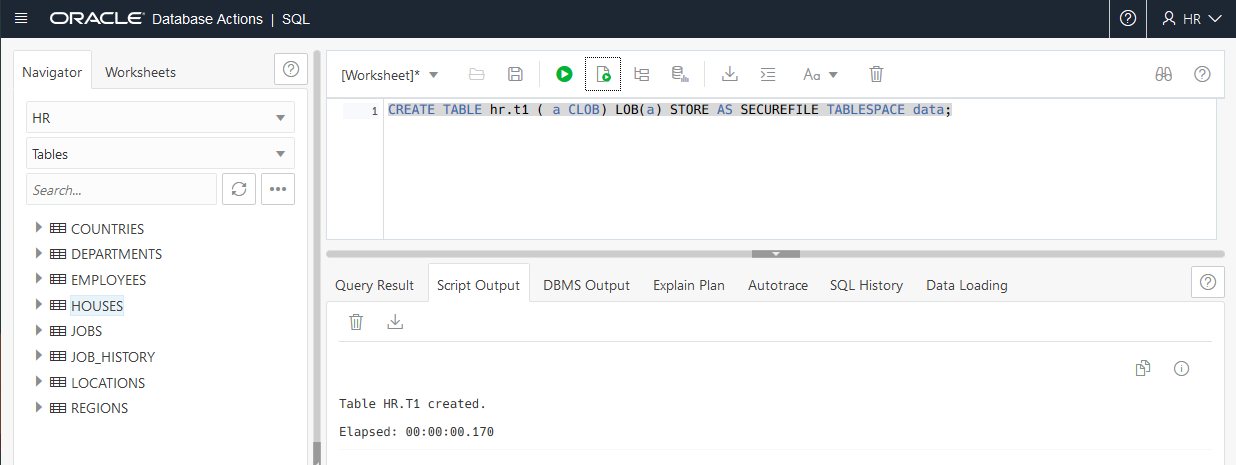 ORACLE Database Actions | SQL
HR
Navigator
Worksheets
HR
Tables
Search...
COUNTRIES
DEPARTMENTS
EMPLOYEES
HOUSES
JOBS
JOB_HISTORY
LOCATIONS
REGIONS
[Worksheet]*
Aa
1 CREATE TABLE hr.t1 ( a CLOB) LOB(a) STORE AS SECUREFILE TABLESPACE data;
Query Result
Script Output
DBMS Output
Explain Plan
Autotrace
SQL History
Data Loading
Table HR.T1 created.
Elapsed: 00:00:00.170